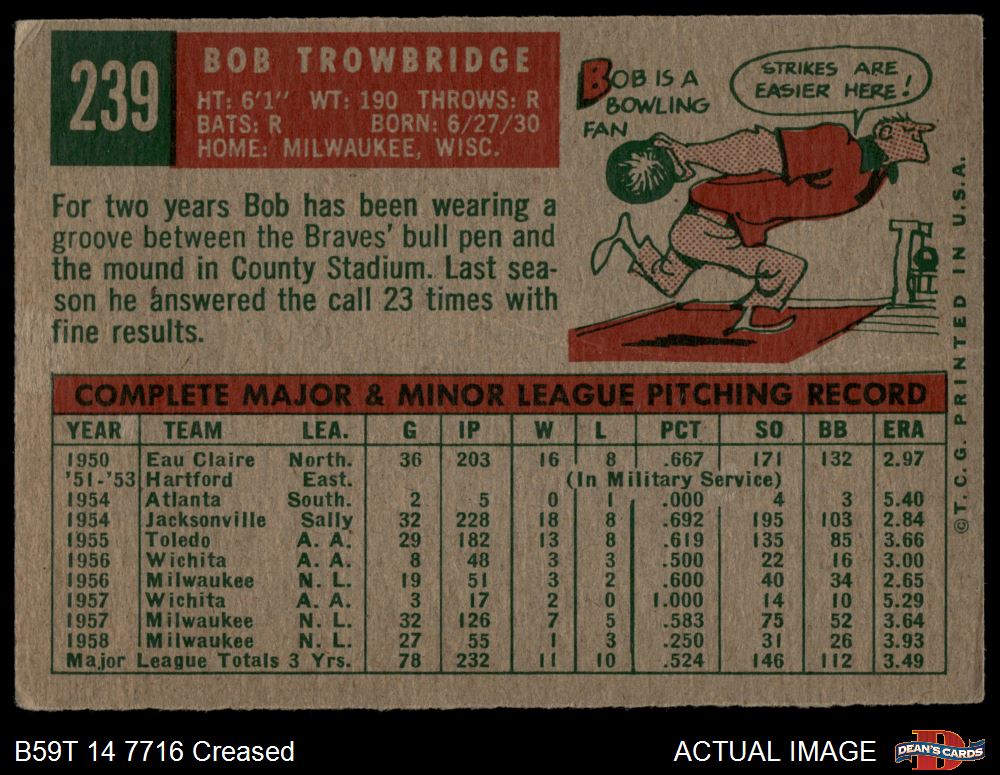 239
BOB TROWBRIDGE
HT: 6'1" WT: 190 THROWS: R
BATS: R BORN: 6/27/30
HOME: MILWAUKEE, WISC.
BOB IS A
BOWLING
FAN
STRIKES ARE
EASIER HERE!
For two years Bob has been wearing a
groove between the Braves' bull pen and
the mound in County Stadium. Last sea-
son he answered the call 23 times with
fine results.
COMPLETE MAJOR & MINOR LEAGUE PITCHING RECORD
YEAR TEAM LEA. G IP W L PCT SO BB ERA
1950 Eau Claire North. 36 203 16 8 .667 171 132 2.97
'51-'53 Hartford East. (In Military Service)
1954 Atlanta South. 2 5 0 1 .000 4 3 5.40
1954 Jacksonville Sally 32 228 18 8 .692 195 103 2.84
1955 Toledo A. A. 29 182 13 8 .619 135 85 3.66
1956 Wichita A. A. 8 48 3 3 .500 22 16 3.00
1956 Milwaukee N. L. 19 51 3 2 .600 40 34 2.65
1957 Wichita A. A. 3 17 2 0 1.000 14 10 5.29
1957 Milwaukee N. L. 32 126 7 5 .583 75 52 3.64
1958 Milwaukee N. L. 27 55 1 3 .250 31 26 3.93
Major League Totals 3 Yrs. 78 232 11 10 .524 146 112 3.49
©T.C.G. PRINTED IN U.S.A.
B59T 14 7716 Creased
ACTUAL IMAGE
D
DEAN'S CARDS